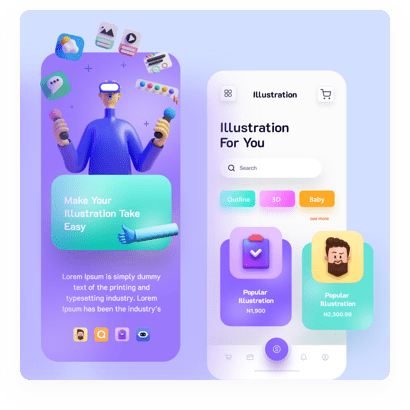 Make Your
Illustration Take
Easy
Lorem Ipsum is simply dummy
text of the printing and
typesetting industry. Lorem
Ipsum has been the industry's
Illustration
Illustration
For You
Search
Outline
3D
Baby
see more
Popular
Illustration
N1,900
Popular
Illustration
N2,300.99